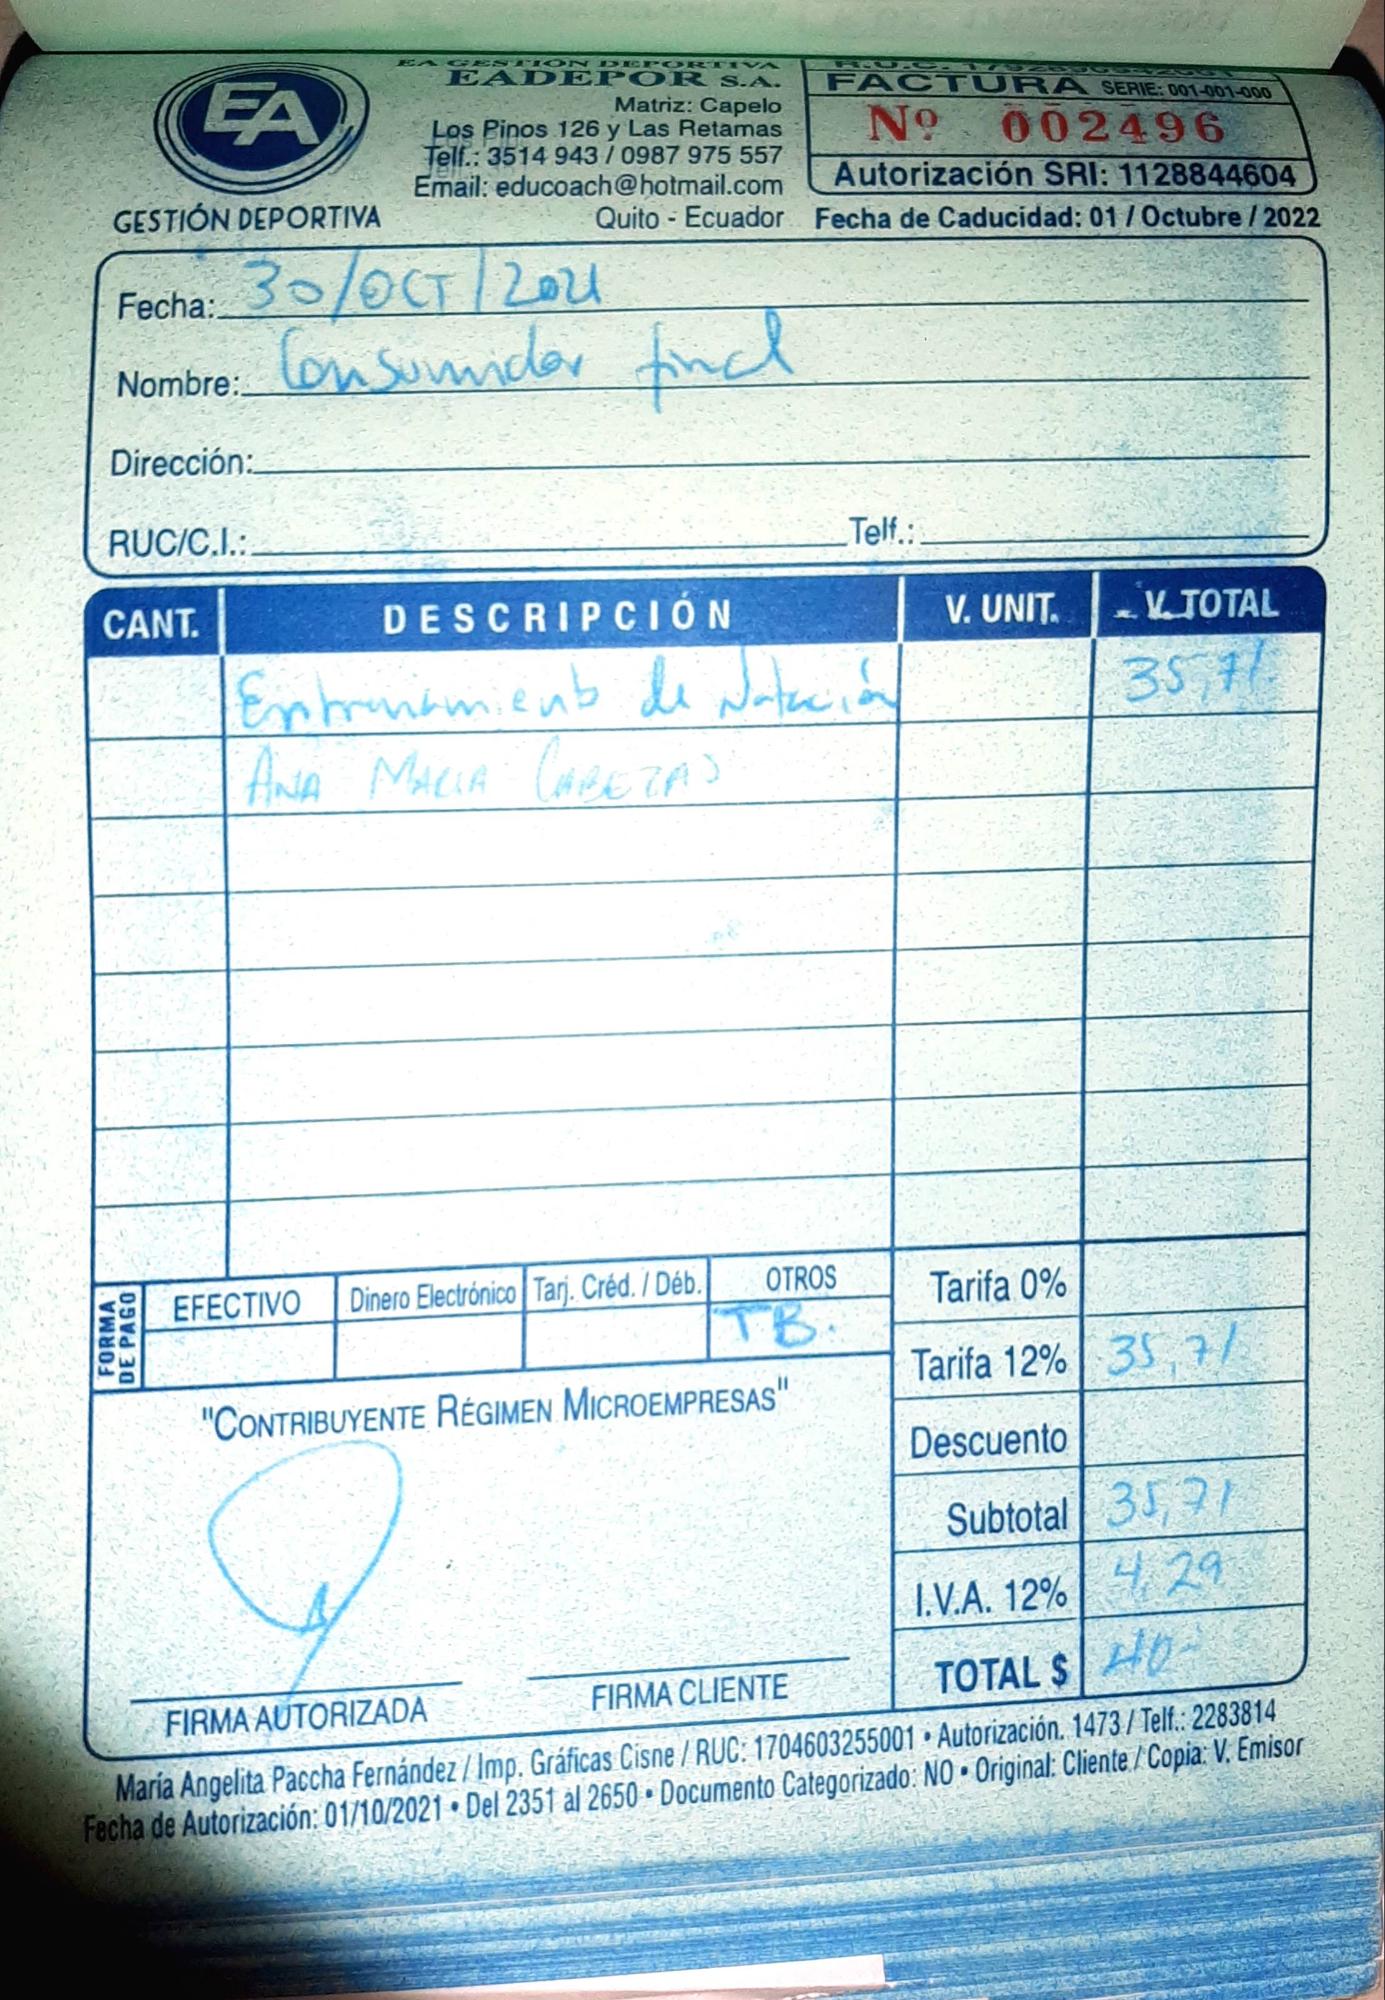 EA GESTIÓN DEPORTIVA
EADEPOR S.A.
Matriz: Capelo
Los Pinos 126 y Las Retamas
Telf.: 3514 943 / 0987 975 557
Email: educoach@hotmail.com
Quito - Ecuador
EA
GESTIÓN DEPORTIVA
R.U.C.
FACTURA SERIE: 001-001-000
Nº 002496
Autorización SRI: 1128844604
Fecha de Caducidad: 01 / Octubre / 2022
Fecha: 30/OCT/2021
Nombre: Consumidor final
Dirección:
RUC/C.I.: Telf.:
CANT. DESCRIPCIÓN V. UNIT. V. TOTAL
Entrenamiento de Natación 35,71
ANA MARIA CABEZAS
FORMA DE PAGO
EFECTIVO Dinero Electrónico Tarj. Créd. / Déb. OTROS
TB.
Tarifa 0%
Tarifa 12% 35,71
Descuento
Subtotal 35,71
I.V.A. 12% 4,29
TOTAL $ 40-
"CONTRIBUYENTE RÉGIMEN MICROEMPRESAS"
FIRMA AUTORIZADA FIRMA CLIENTE
María Angelita Paccha Fernández / Imp. Gráficas Cisne / RUC: 1704603255001 • Autorización. 1473 / Telf.: 2283814
Fecha de Autorización: 01/10/2021 • Del 2351 al 2650 • Documento Categorizado: NO • Original: Cliente / Copia: V. Emisor